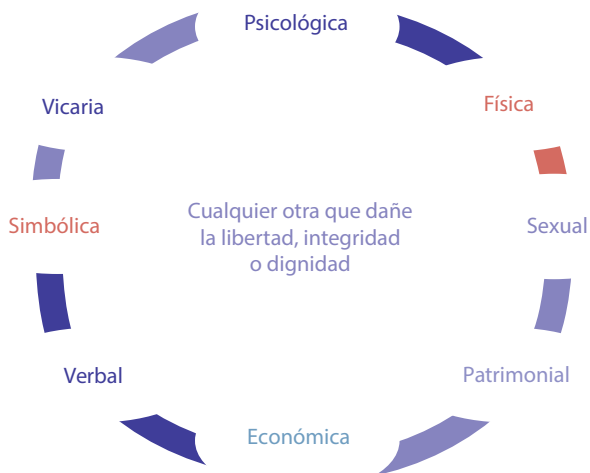 Psicológica
Física
Sexual
Patrimonial
Económica
Verbal
Simbólica
Vicaria
Cualquier otra que dañe
la libertad, integridad
o dignidad